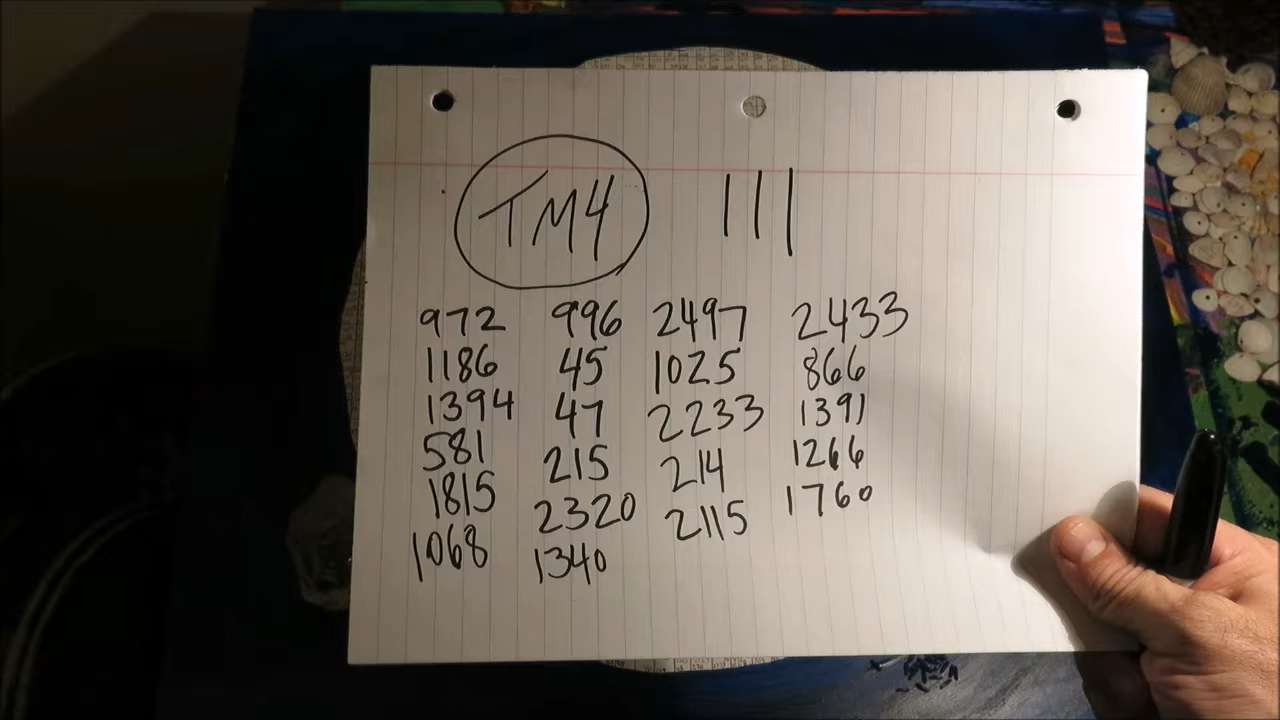 TM4 111
972 996 2497 2433
1186 45 1025 866
1394 47 2233 1391
581 215 214 1266
1815 2320 2115 1760
1068 1340